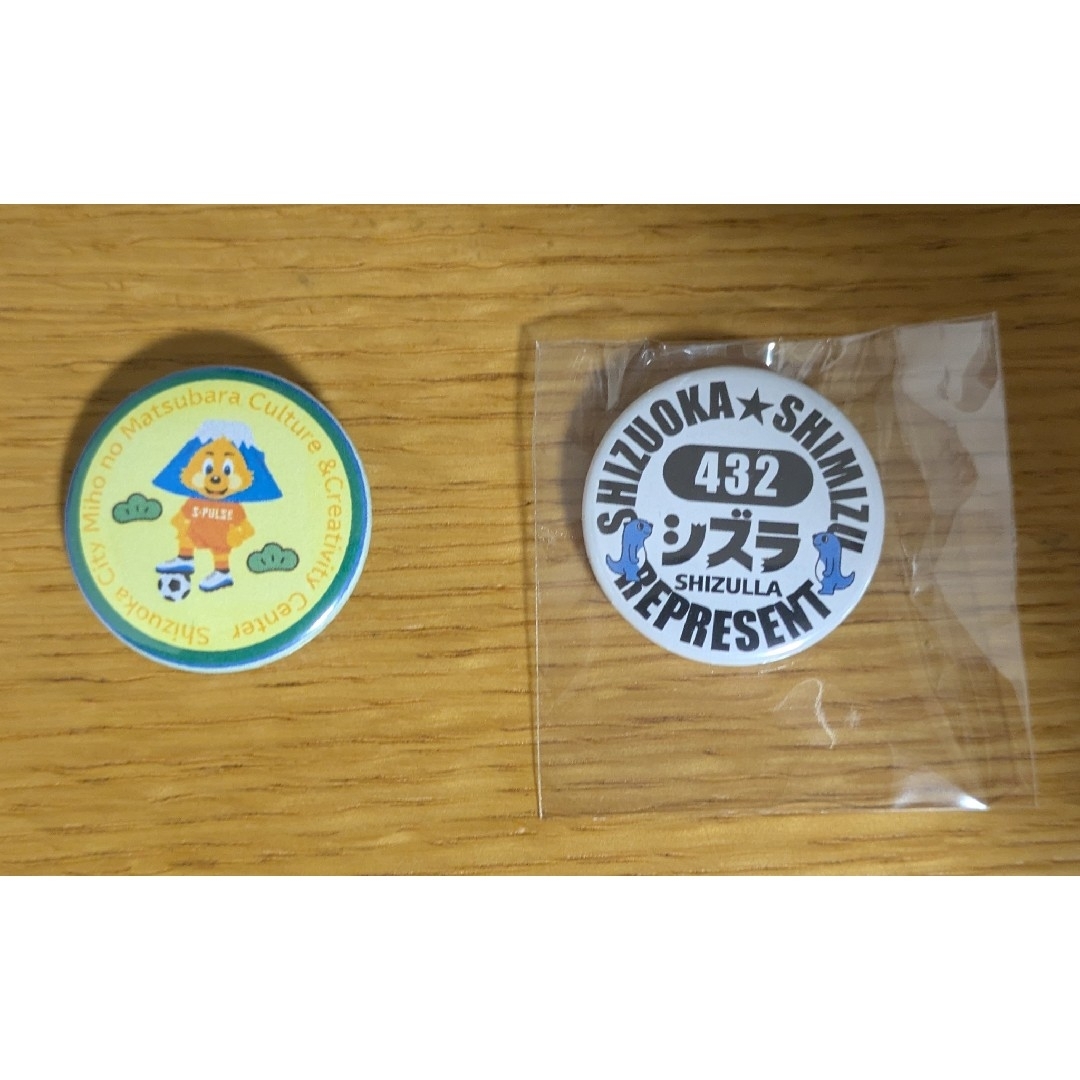 Shizuoka City Miho no Matsubara Culture & Creativity Center
S-PULSE
SHIZUOKA★SHIMIZU
432
シズラ
SHIZULLA
REPRESENT